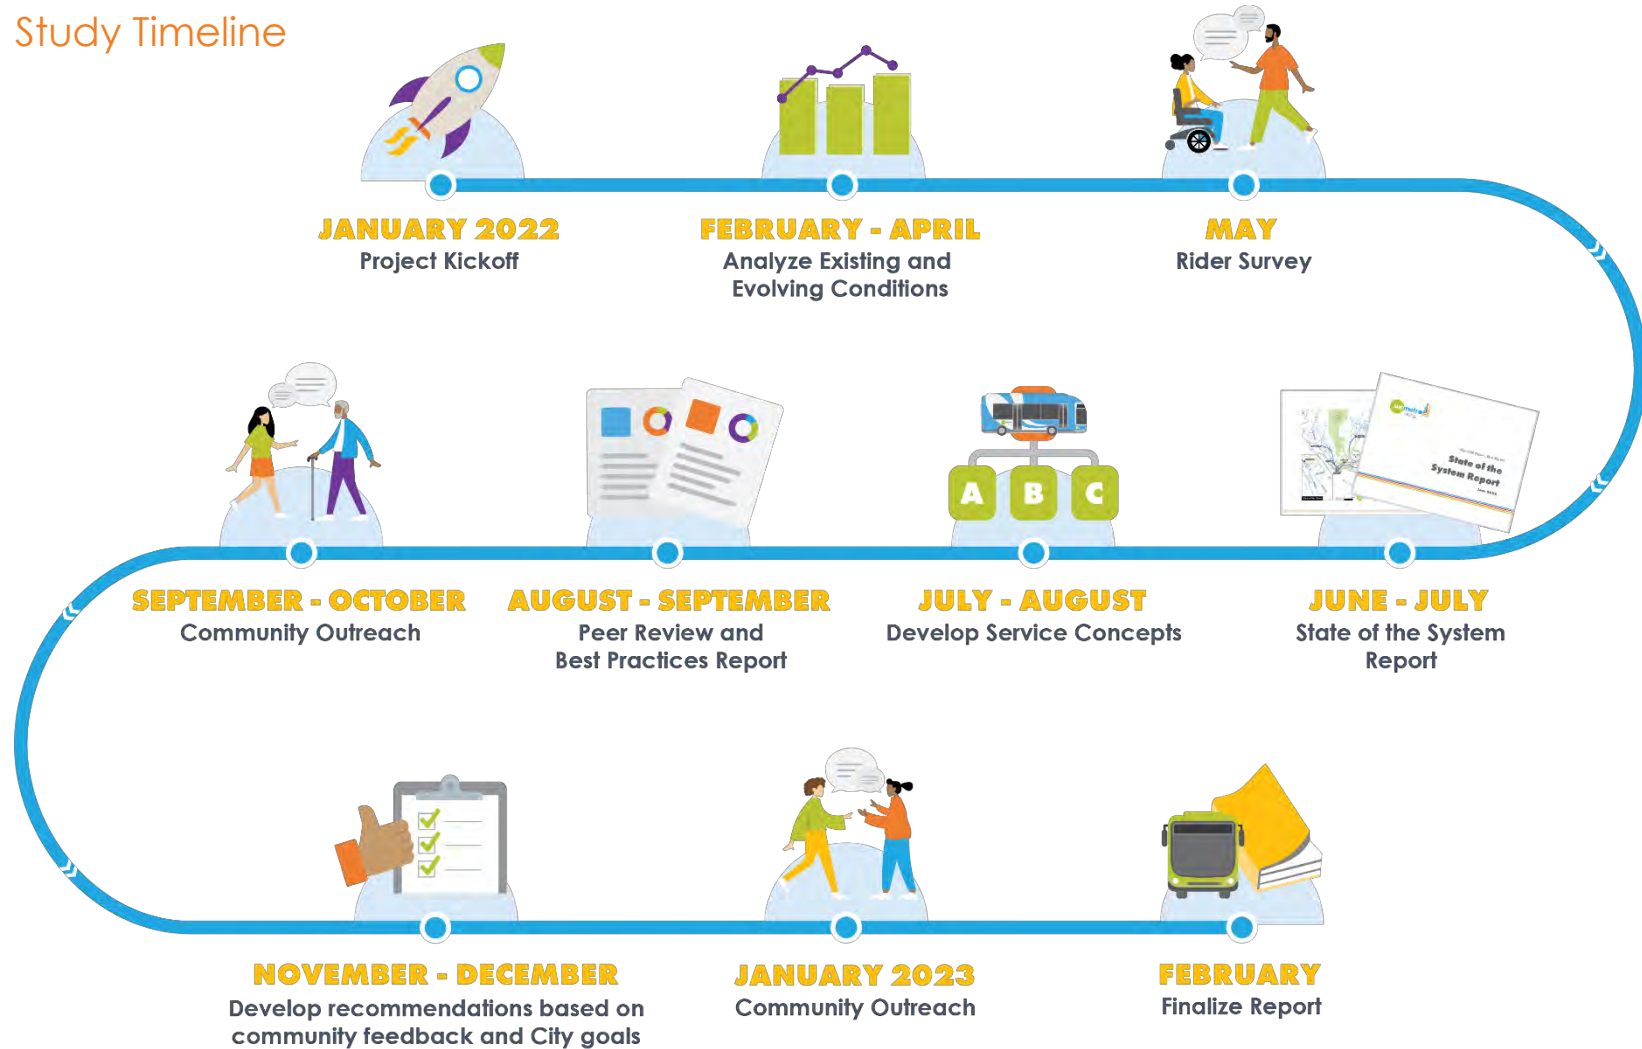 Study Timeline
JANUARY 2022
Project Kickoff
FEBRUARY - APRIL
Analyze Existing and
Evolving Conditions
MAY
Rider Survey
State of the
System Report
A B C
SEPTEMBER - OCTOBER
Community Outreach
AUGUST - SEPTEMBER
Peer Review and
Best Practices Report
JULY - AUGUST
Develop Service Concepts
JUNE - JULY
State of the System
Report
NOVEMBER - DECEMBER
Develop recommendations based on
community feedback and City goals
JANUARY 2023
Community Outreach
FEBRUARY
Finalize Report